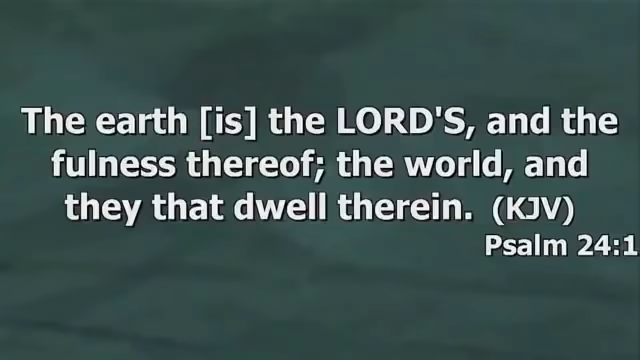 The earth [is] the LORD'S, and the
fulness thereof; the world, and
they that dwell therein. (KJV)
Psalm 24:1